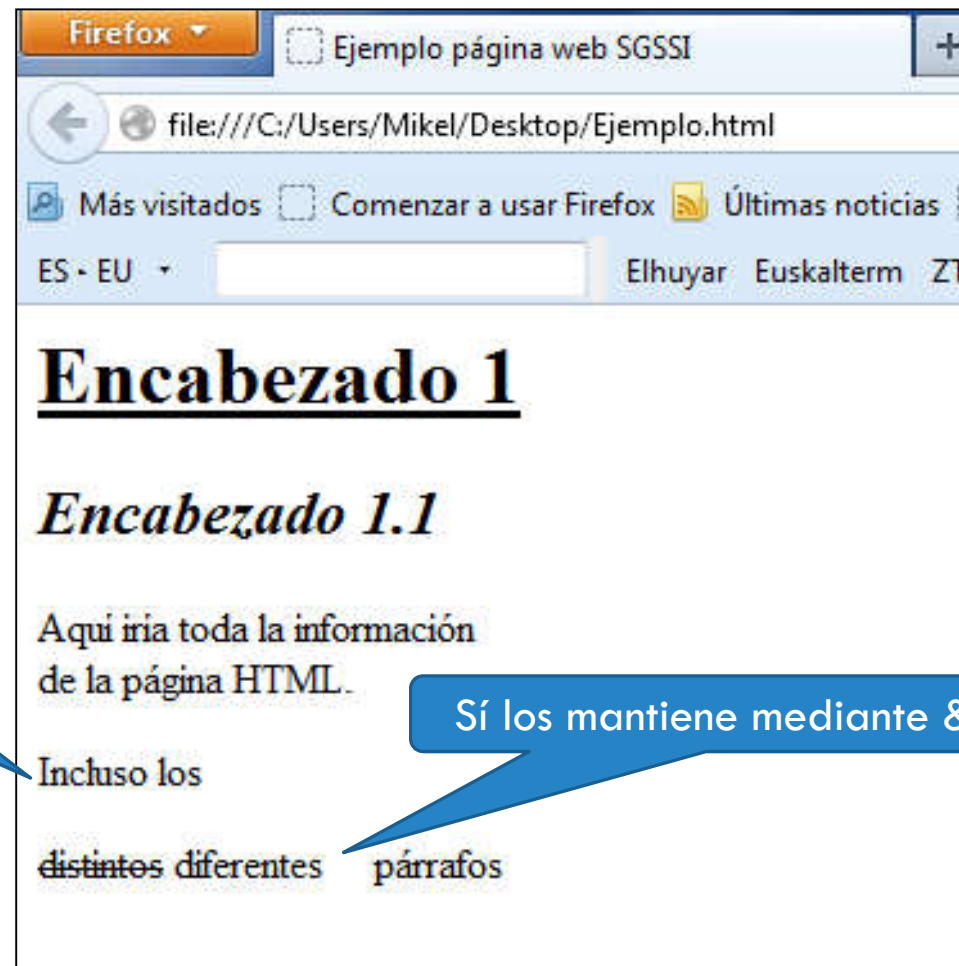 Firefox
Ejemplo página web SGSSI
file:///C:/Users/Mikel/Desktop/Ejemplo.html
Más visitados Comenzar a usar Firefox Últimas noticias
ES - EU Elhuyar Euskalterm ZT
Encabezado 1
Encabezado 1.1
Aqui iria toda la información
de la página HTML.
Sí los mantiene mediante &
Incluso los
distintos diferentes párrafos